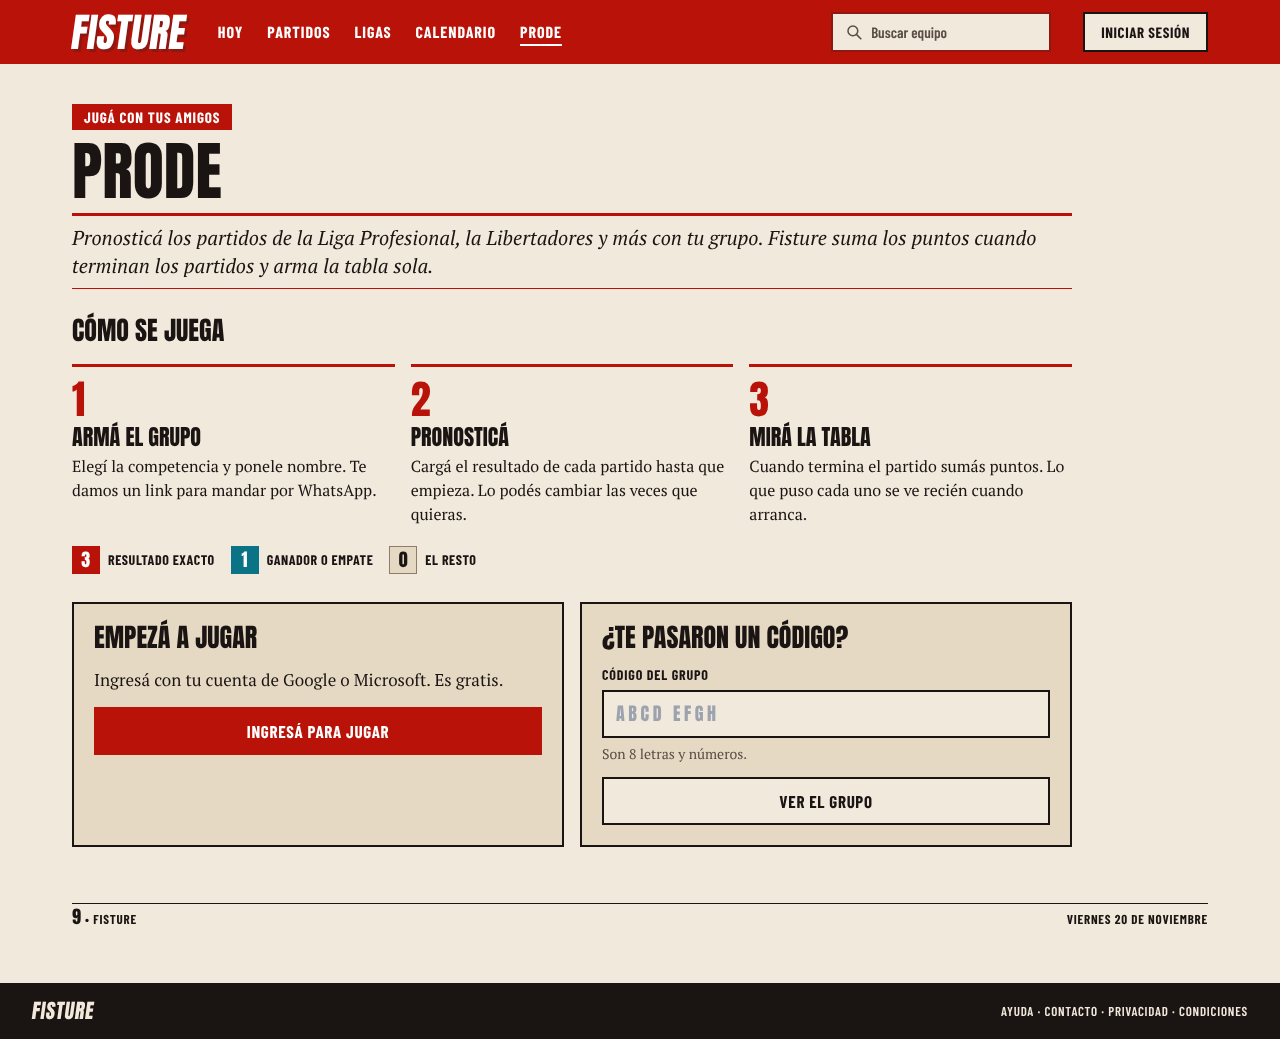 FISTURE
HOY
PARTIDOS
LIGAS
CALENDARIO
PRODE
Buscar equipo
INICIAR SESIÓN
JUGÁ CON TUS AMIGOS
PRODE
Pronosticá los partidos de la Liga Profesional, la Libertadores y más con tu grupo. Fisture suma los puntos cuando
terminan los partidos y arma la tabla sola.
CÓMO SE JUEGA
1
ARMÁ EL GRUPO
Elegí la competencia y ponele nombre. Te
damos un link para mandar por WhatsApp.
2
PRONOSTICÁ
Cargá el resultado de cada partido hasta que
empieza. Lo podés cambiar las veces que
quieras.
3
MIRÁ LA TABLA
Cuando termina el partido sumás puntos. Lo
que puso cada uno se ve recién cuando
arranca.
3 RESULTADO EXACTO
1 GANADOR O EMPATE
0 EL RESTO
EMPEZÁ A JUGAR
Ingresá con tu cuenta de Google o Microsoft. Es gratis.
INGRESÁ PARA JUGAR
¿TE PASARON UN CÓDIGO?
CÓDIGO DEL GRUPO
ABCD EFGH
Son 8 letras y números.
VER EL GRUPO
9 • FISTURE
VIERNES 20 DE NOVIEMBRE
FISTURE
AYUDA · CONTACTO · PRIVACIDAD · CONDICIONES